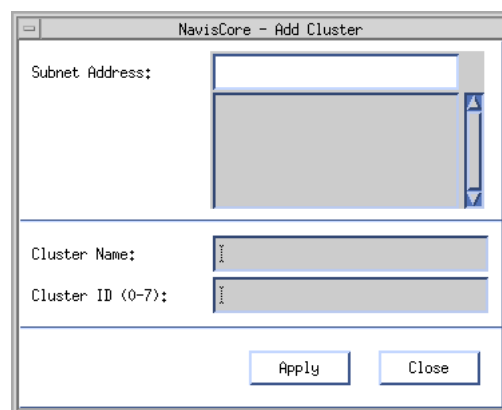 NavisCore - Add Cluster
Subnet Address:
Cluster Name:
Cluster ID (0-7):
Apply
Close